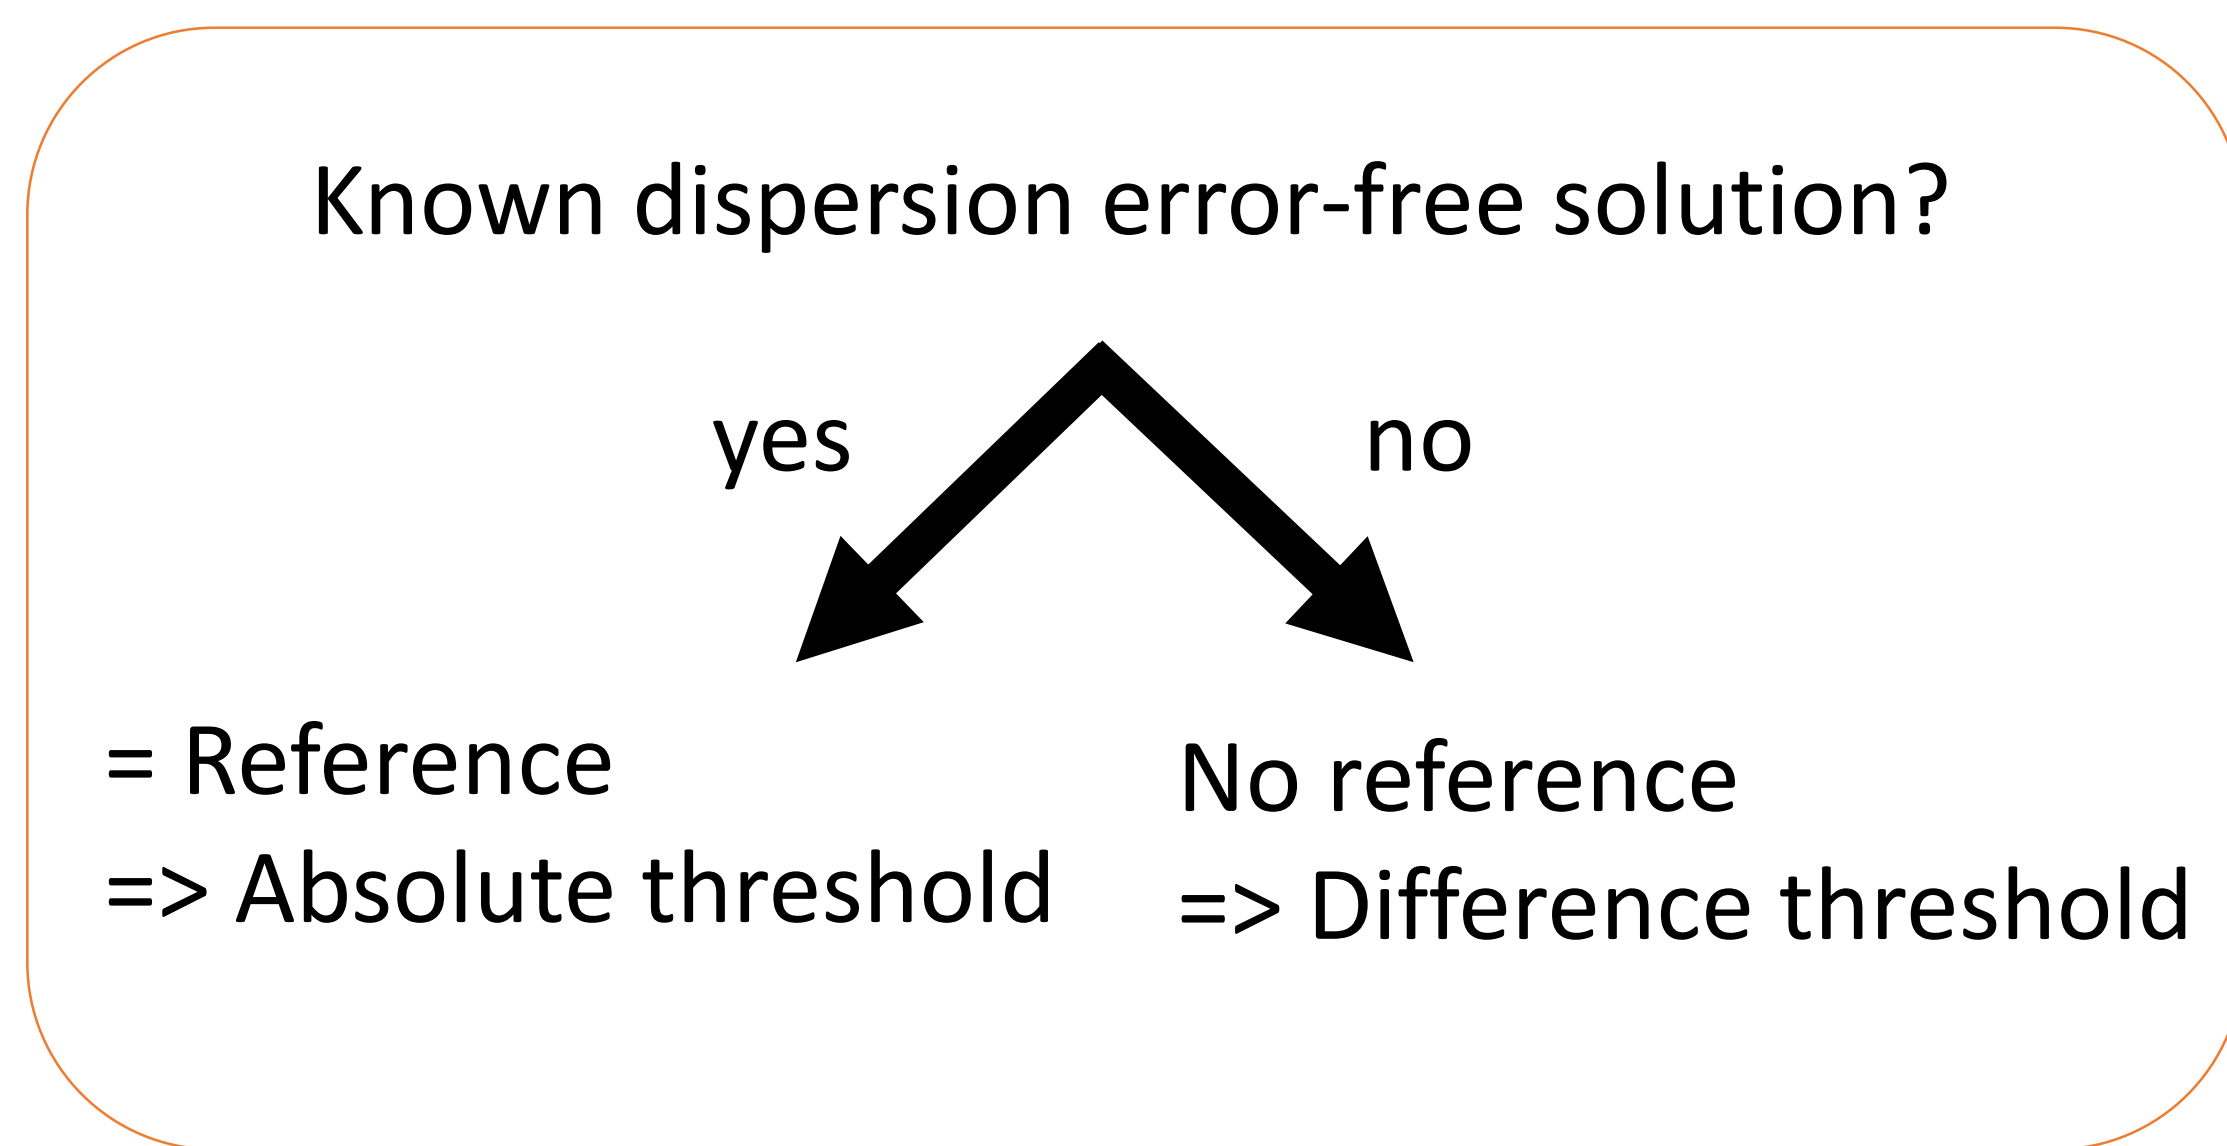 Known dispersion error-free solution?
yes
no
= Reference
=> Absolute threshold
No reference
=> Difference threshold